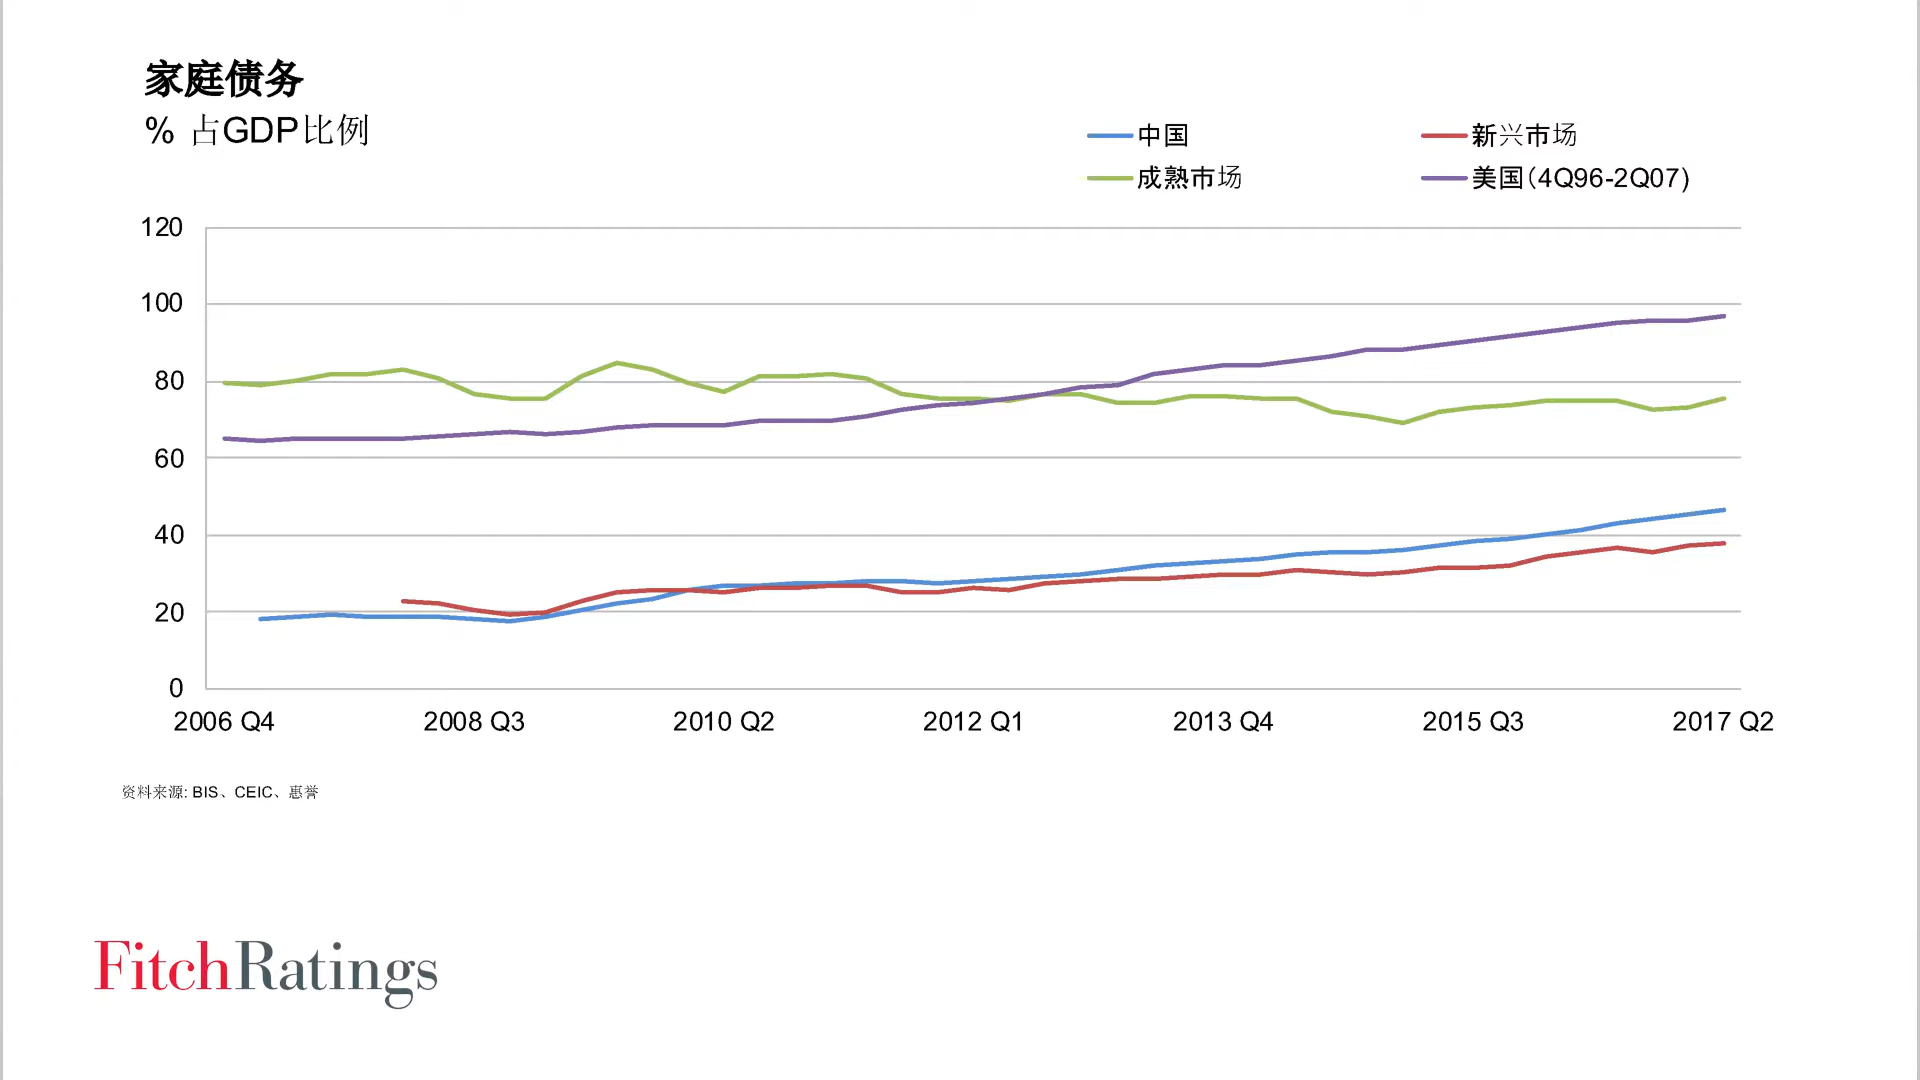 家庭债务
% 占GDP比例
中国
新兴市场
成熟市场
美国(4Q96-2Q07)
120
100
80
60
40
20
0
2006 Q4 2008 Q3 2010 Q2 2012 Q1 2013 Q4 2015 Q3 2017 Q2
资料来源: BIS、CEIC、惠誉
FitchRatings